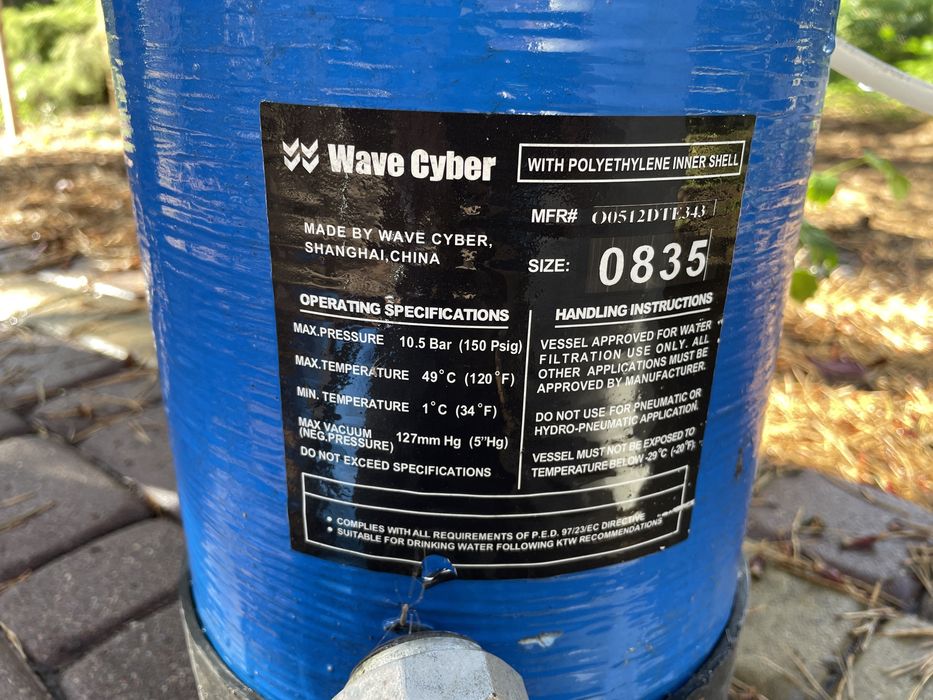 Wave Cyber
WITH POLYETHYLENE INNER SHELL
MFR# O0512DTE343
MADE BY WAVE CYBER,
SHANGHAI,CHINA
SIZE: 0835
OPERATING SPECIFICATIONS
MAX.PRESSURE 10.5 Bar (150 Psig)
MAX.TEMPERATURE 49°C (120°F)
MIN. TEMPERATURE 1°C (34°F)
MAX VACUUM
(NEG.PRESSURE) 127mm Hg (5"Hg)
DO NOT EXCEED SPECIFICATIONS
HANDLING INSTRUCTIONS
VESSEL APPROVED FOR WATER
FILTRATION USE ONLY. ALL
OTHER APPLICATIONS MUST BE
APPROVED BY MANUFACTURER.
DO NOT USE FOR PNEUMATIC OR
HYDRO-PNEUMATIC APPLICATION.
VESSEL MUST NOT BE EXPOSED TO
TEMPERATURE BELOW -29°C (-20°F).
• COMPLIES WITH ALL REQUIREMENTS OF P.E.D. 97/23/EC DIRECTIVE
• SUITABLE FOR DRINKING WATER FOLLOWING KTW RECOMMENDATIONS